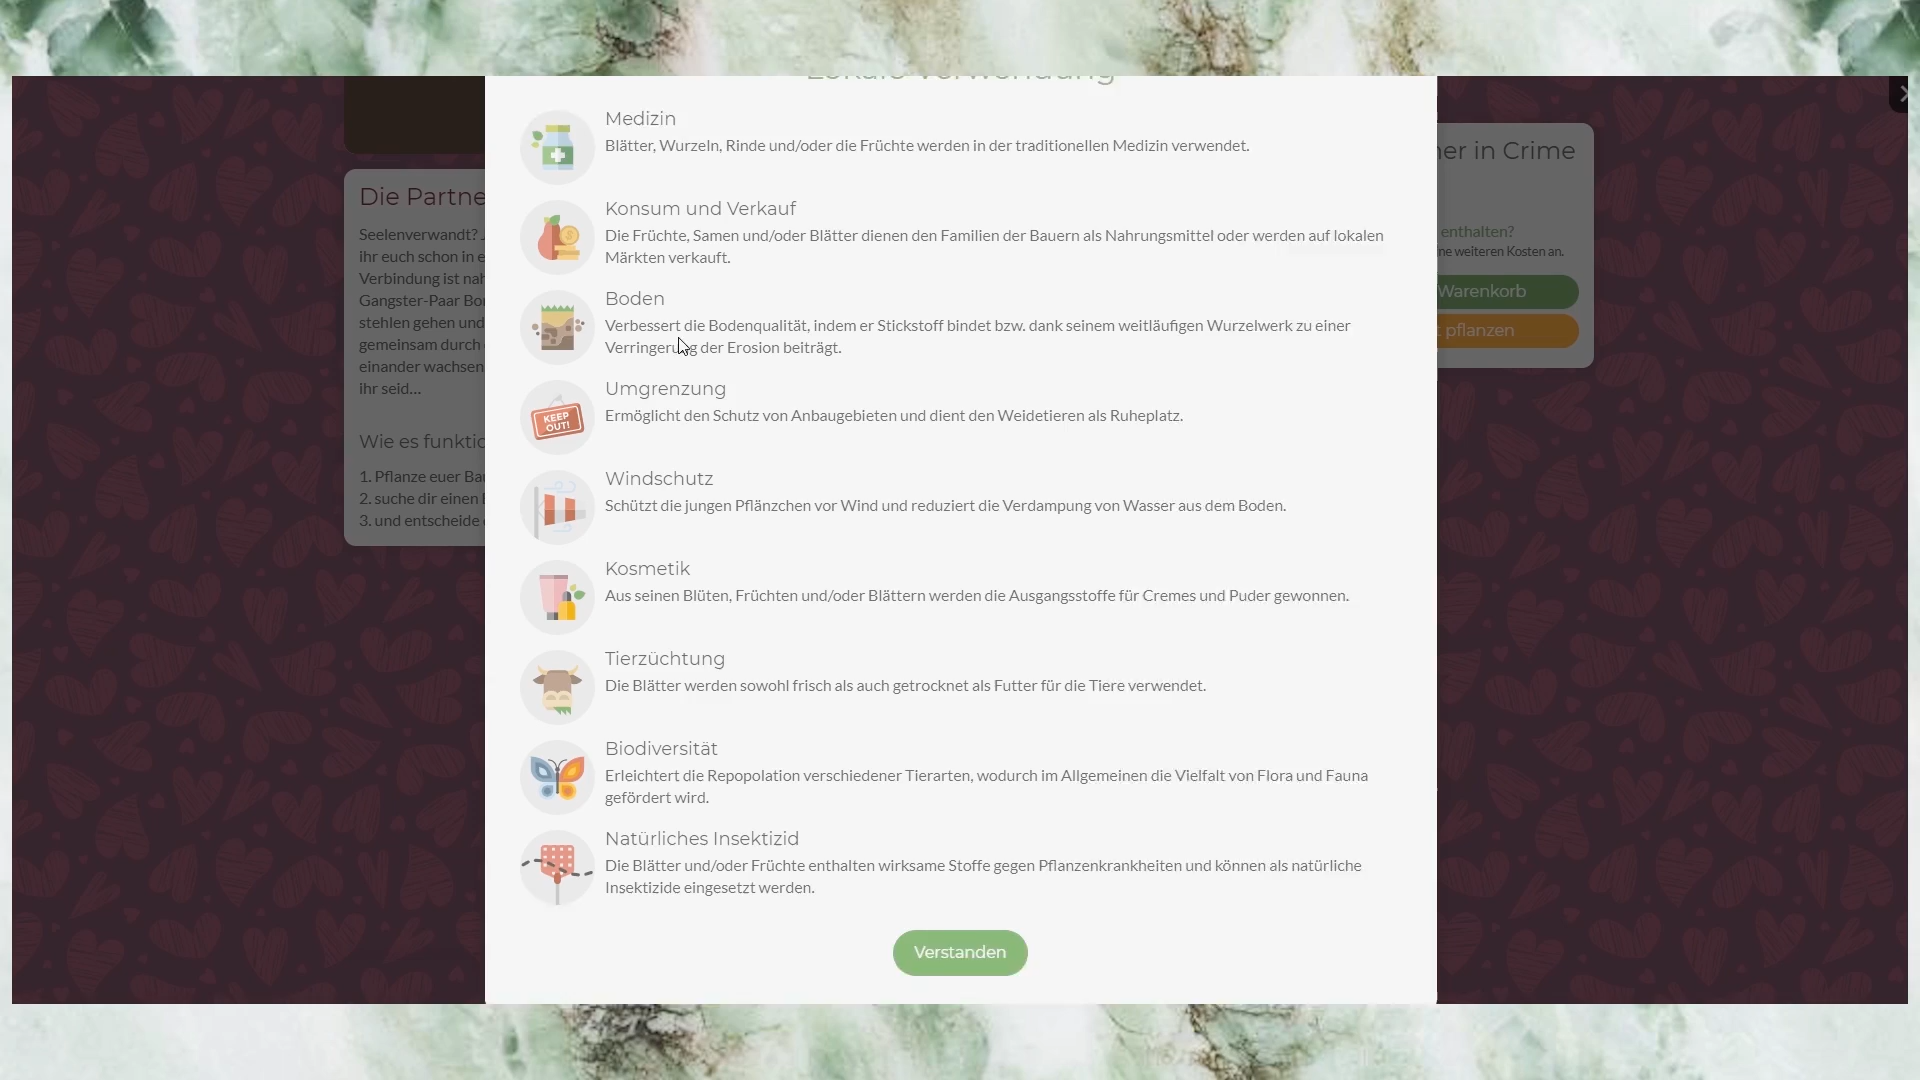 Lokale Verwendung
Medizin
Blätter, Wurzeln, Rinde und/oder die Früchte werden in der traditionellen Medizin verwendet.
Konsum und Verkauf
Die Früchte, Samen und/oder Blätter dienen den Familien der Bauern als Nahrungsmittel oder werden auf lokalen
Märkten verkauft.
Boden
Verbessert die Bodenqualität, indem er Stickstoff bindet bzw. dank seinem weitläufigen Wurzelwerk zu einer
Verringerung der Erosion beiträgt.
KEEP
OUT!
Umgrenzung
Ermöglicht den Schutz von Anbaugebieten und dient den Weidetieren als Ruheplatz.
Windschutz
Schützt die jungen Pflänzchen vor Wind und reduziert die Verdampung von Wasser aus dem Boden.
Kosmetik
Aus seinen Blüten, Früchten und/oder Blättern werden die Ausgangsstoffe für Cremes und Puder gewonnen.
Tierzüchtung
Die Blätter werden sowohl frisch als auch getrocknet als Futter für die Tiere verwendet.
Biodiversität
Erleichtert die Repopolation verschiedener Tierarten, wodurch im Allgemeinen die Vielfalt von Flora und Fauna
gefördert wird.
Natürliches Insektizid
Die Blätter und/oder Früchte enthalten wirksame Stoffe gegen Pflanzenkrankheiten und können als natürliche
Insektizide eingesetzt werden.
Verstanden
Die Partne
Seelenverwandt?
ihr euch schon in e
Verbindung ist nah
Gangster-Paar Bon
stehlen gehen und
gemeinsam durch
einander wachsen
ihr seid...
Wie es funktio
1. Pflanze euer Bau
2. suche dir einen
3. und entscheide
ner in Crime
enthalten?
ne weiteren Kosten an.
Warenkorb
t pflanzen